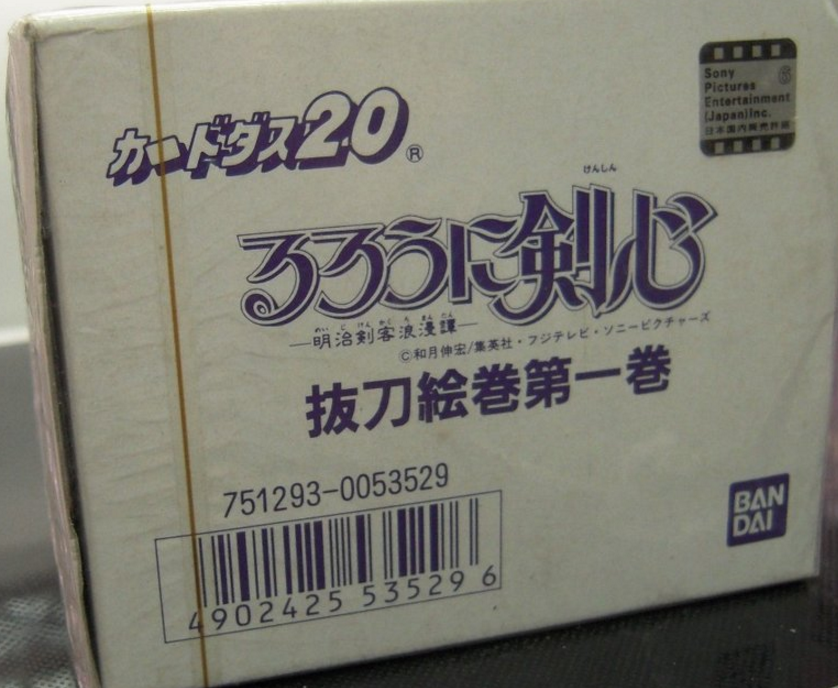 Sony
Pictures
Entertainment
(Japan)Inc.
日本国内販売許諾
6
カードダス20®
けんしん
るろうに剣心
めいじけんかくろまんたん
—明治剣客浪漫譚—
©和月伸宏/集英社・フジテレビ・ソニーピクチャーズ
抜刀絵巻第一巻
751293-0053529
4902425 535296
BAN
DAI